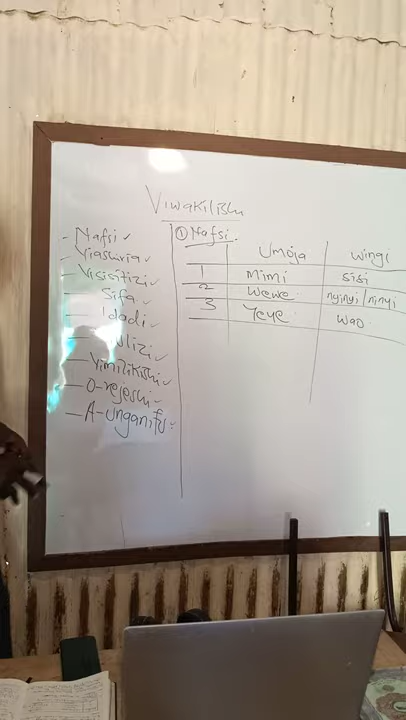 Viwakilishi
- Nafsi ✓
- Viashiria ✓
- Visisitizi ✓
- Sifa ✓
- Idadi ✓
- ulizi ✓
- Vimilikishi ✓
- O-rejeshi ✓
- A-unganifu ✓
① Nafsi.
Umoja wingi
1 mimi sisi
2 wewe nyinyi/ninyi
3 Yeye wao